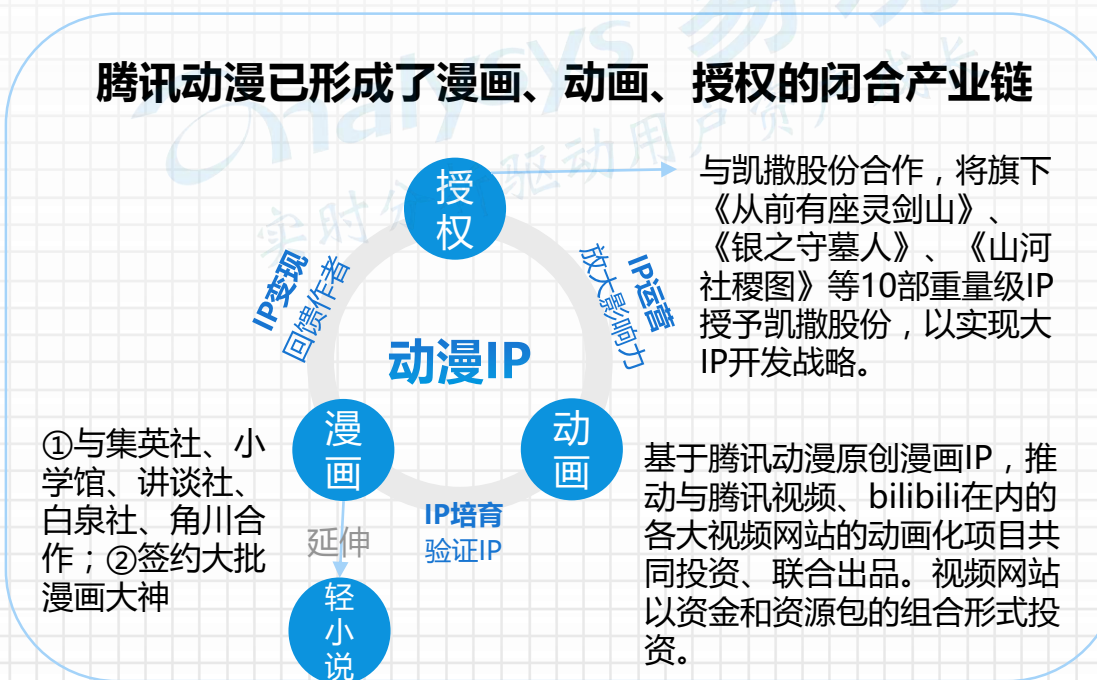 腾讯动漫已形成了漫画、动画、授权的闭合产业链
授
权
与凯撒股份合作，将旗下
《从前有座灵剑山》、
《银之守墓人》、《山河
社稷图》等10部重量级IP
授予凯撒股份，以实现大
IP开发战略。
IP变现
回馈作者
IP运营
放大影响力
动漫IP
漫
画
动
画
①与集英社、小
学馆、讲谈社、
白泉社、角川合
作；②签约大批
漫画大神
IP培育
验证IP
延伸
轻
小
说
基于腾讯动漫原创漫画IP，推
动与腾讯视频、bilibili在内的
各大视频网站的动画化项目共
同投资、联合出品。视频网站
以资金和资源包的组合形式投
资。